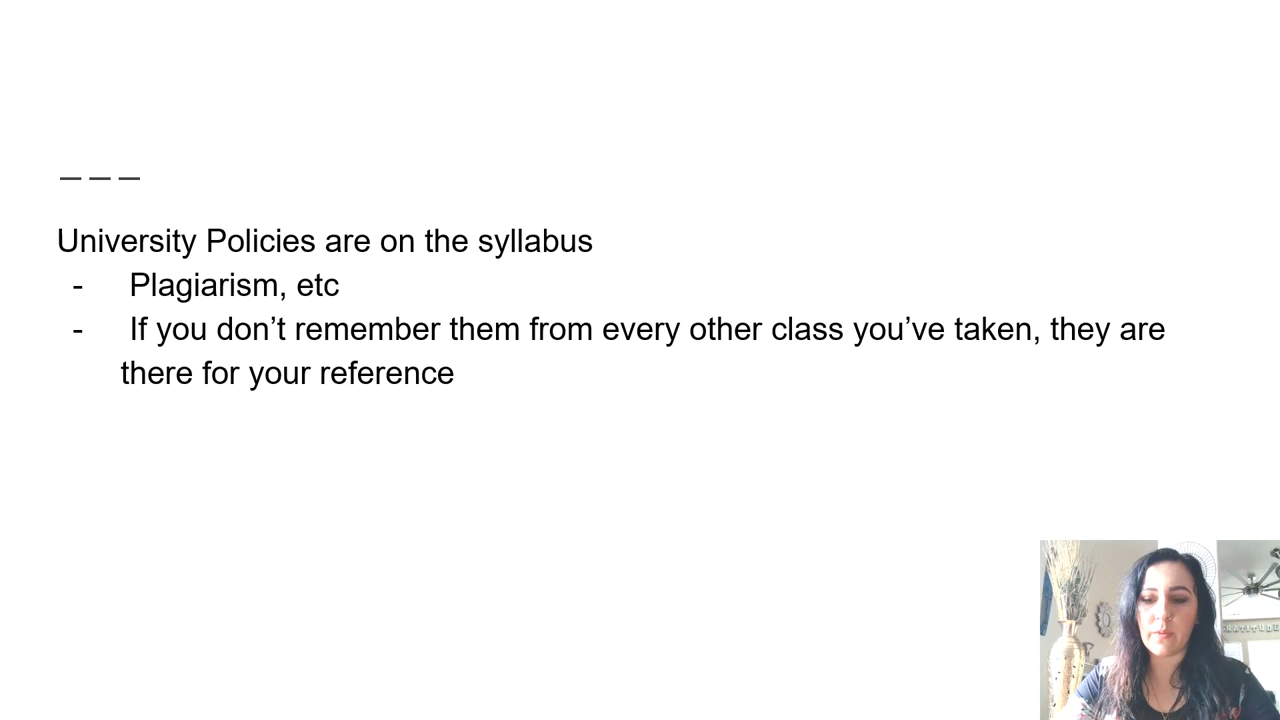 University Policies are on the syllabus
- Plagiarism, etc
- If you don’t remember them from every other class you’ve taken, they are
there for your reference
RATITUDE